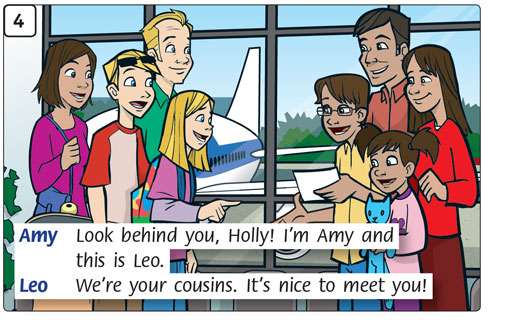 4
Amy Look behind you, Holly! I'm Amy and
this is Leo.
Leo We're your cousins. It's nice to meet you!